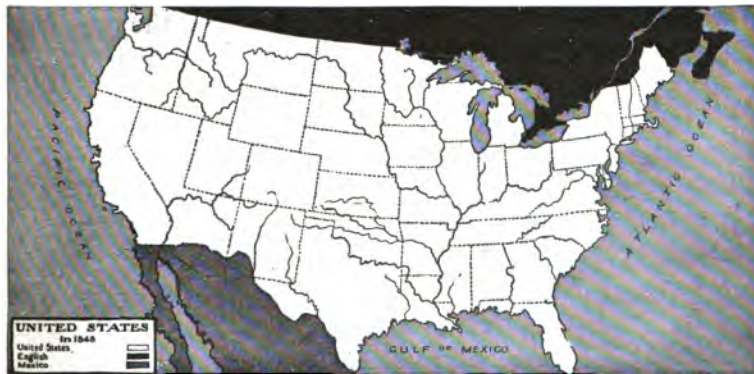 PACIFIC OCEAN
ATLANTIC OCEAN
GULF OF MEXICO
UNITED STATES
In 1848
United States
English
Mexico